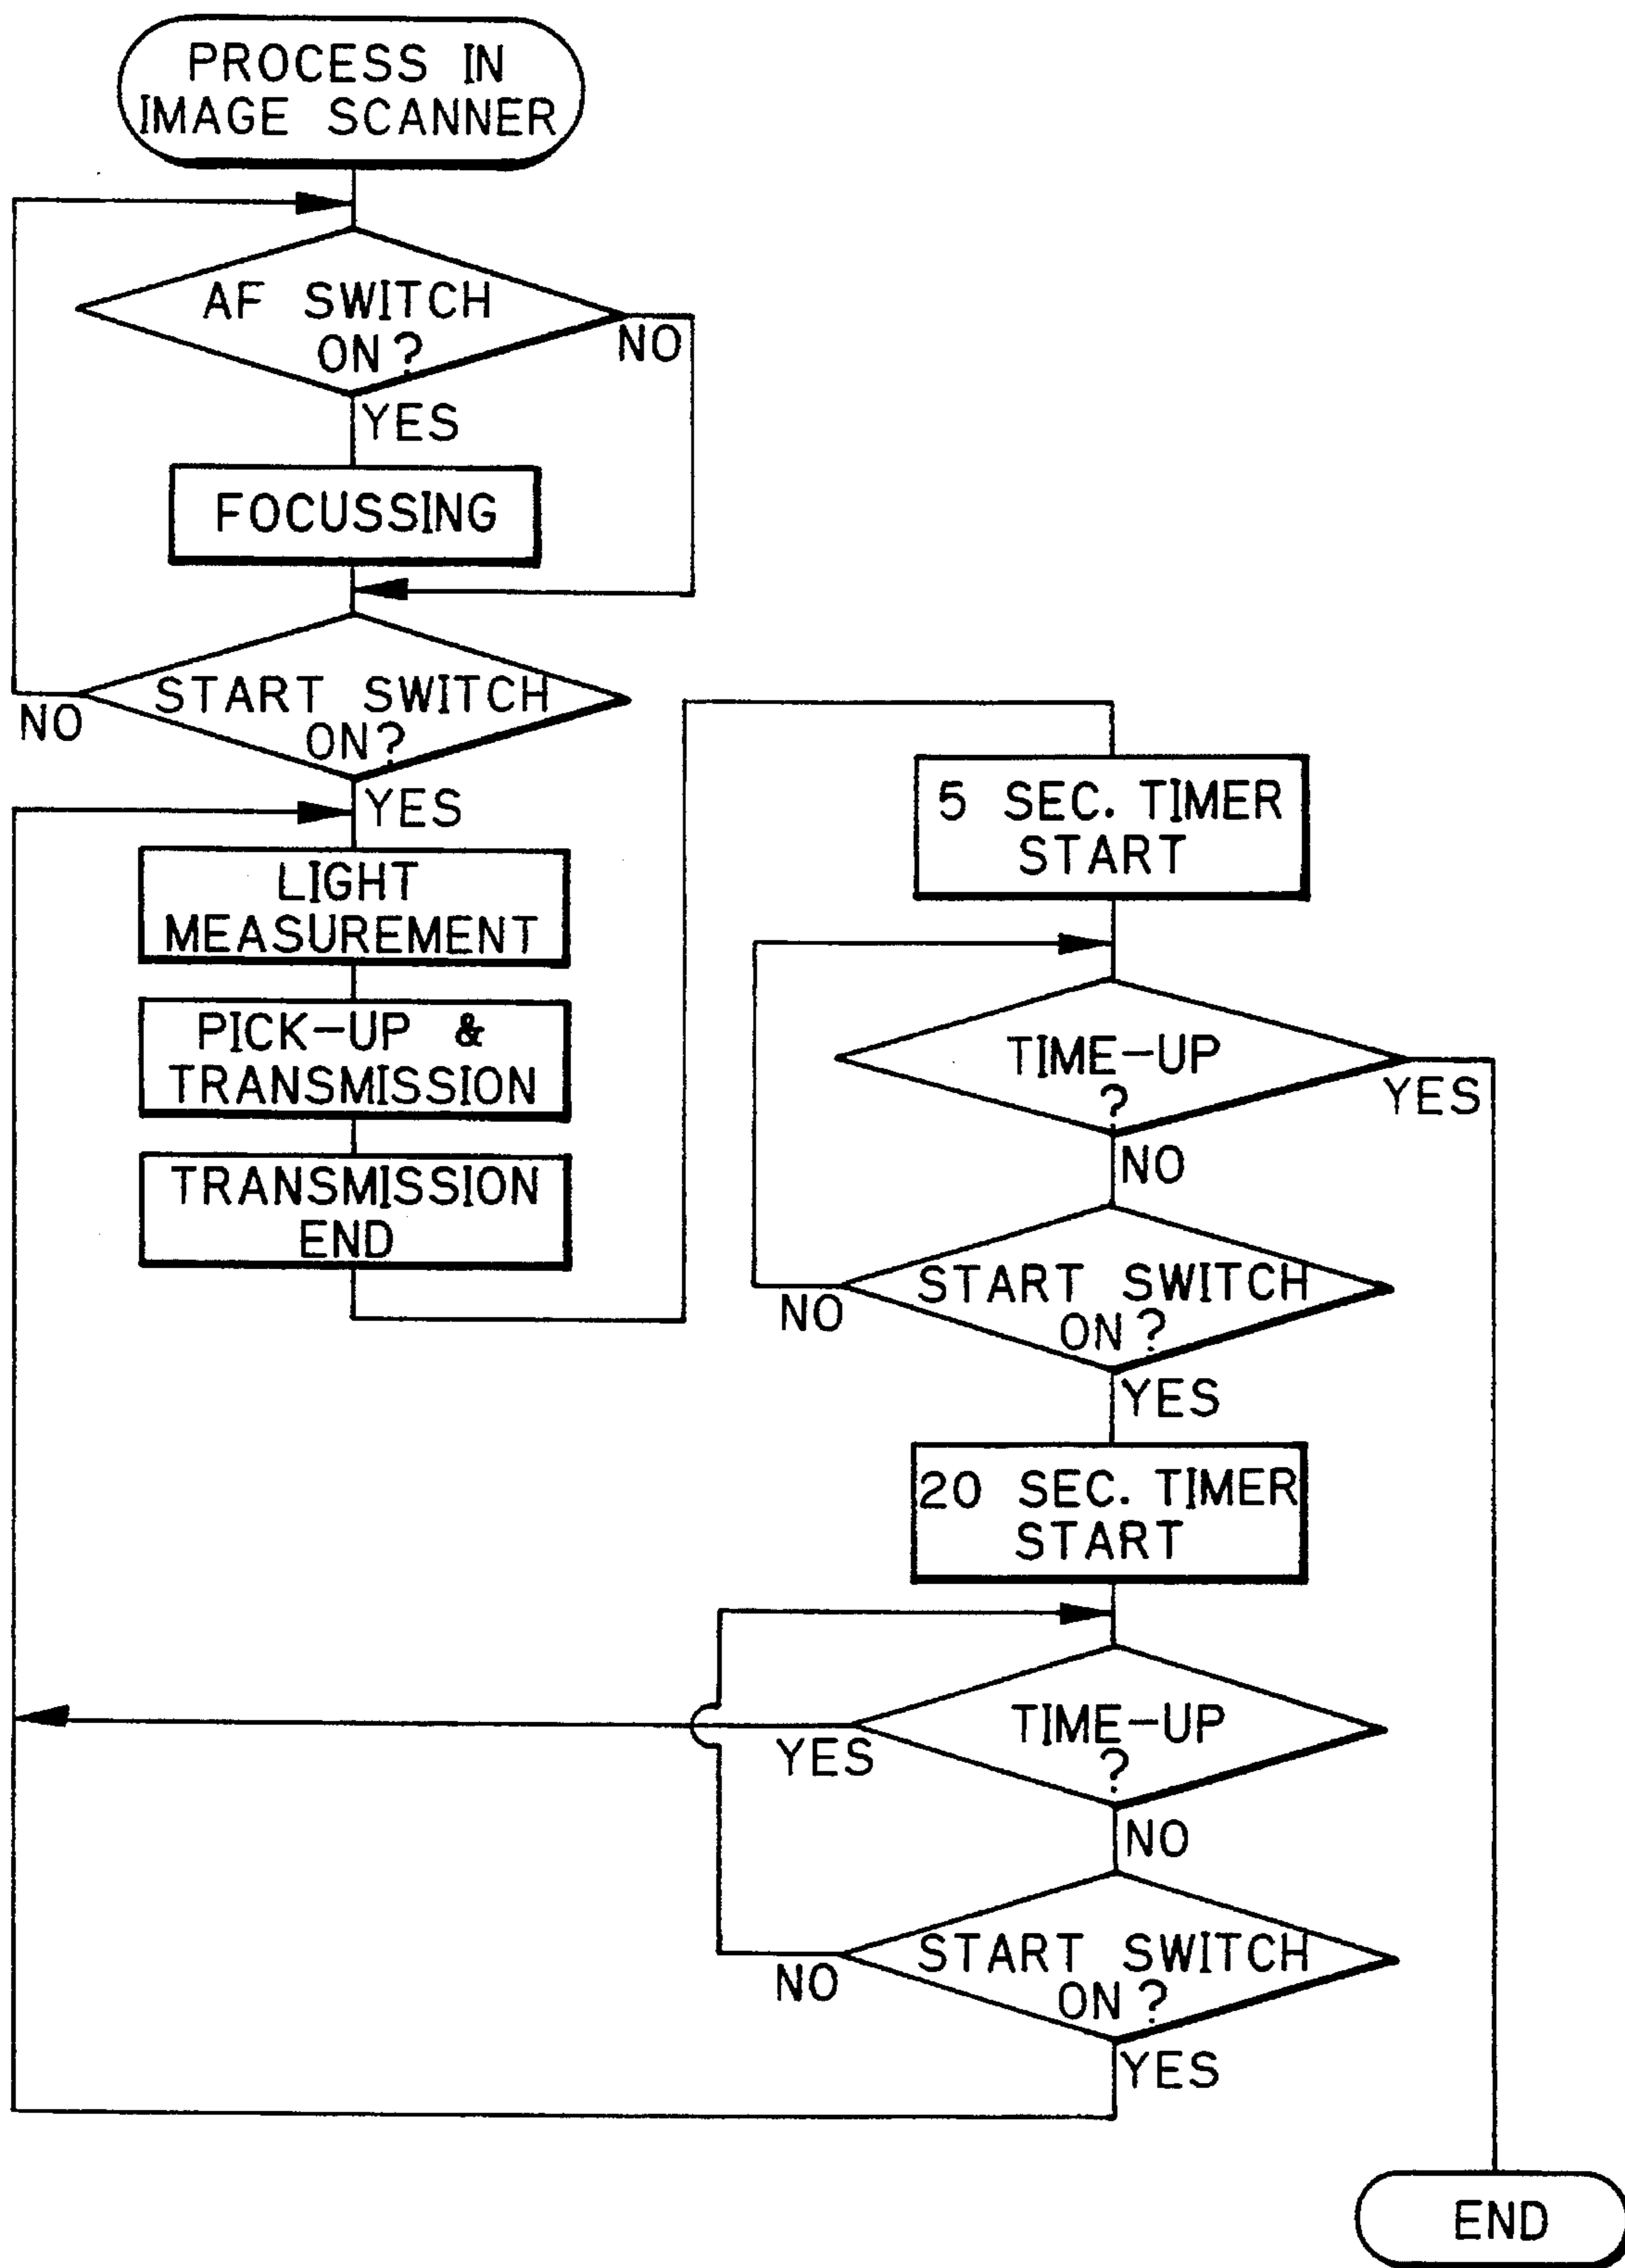 PROCESS IN
IMAGE SCANNER
AF SWITCH
ON?
NO
YES
FOCUSSING
START SWITCH
ON?
NO
YES
LIGHT
MEASUREMENT
PICK-UP &
TRANSMISSION
TRANSMISSION
END
5 SEC. TIMER
START
TIME-UP
?
YES
NO
START SWITCH
ON?
NO
YES
20 SEC. TIMER
START
TIME-UP
?
YES
NO
START SWITCH
ON?
NO
YES
END